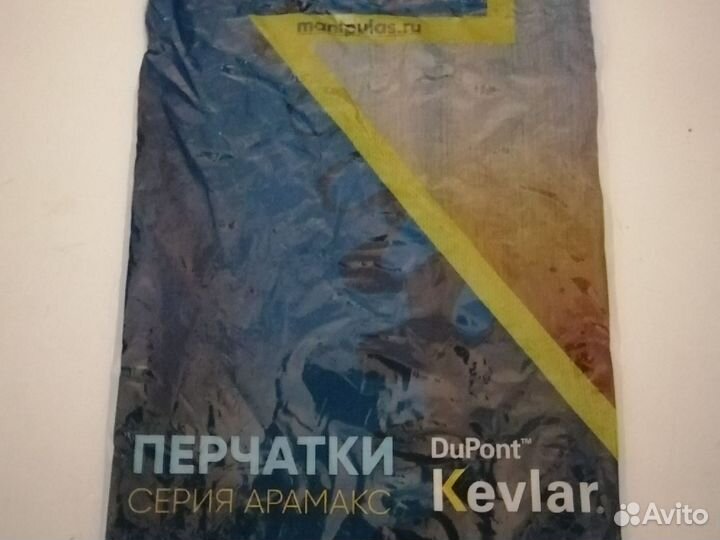 manipulas.ru
ПЕРЧАТКИ
СЕРИЯ АРАМАКС
DuPont™
Kevlar®
Avito